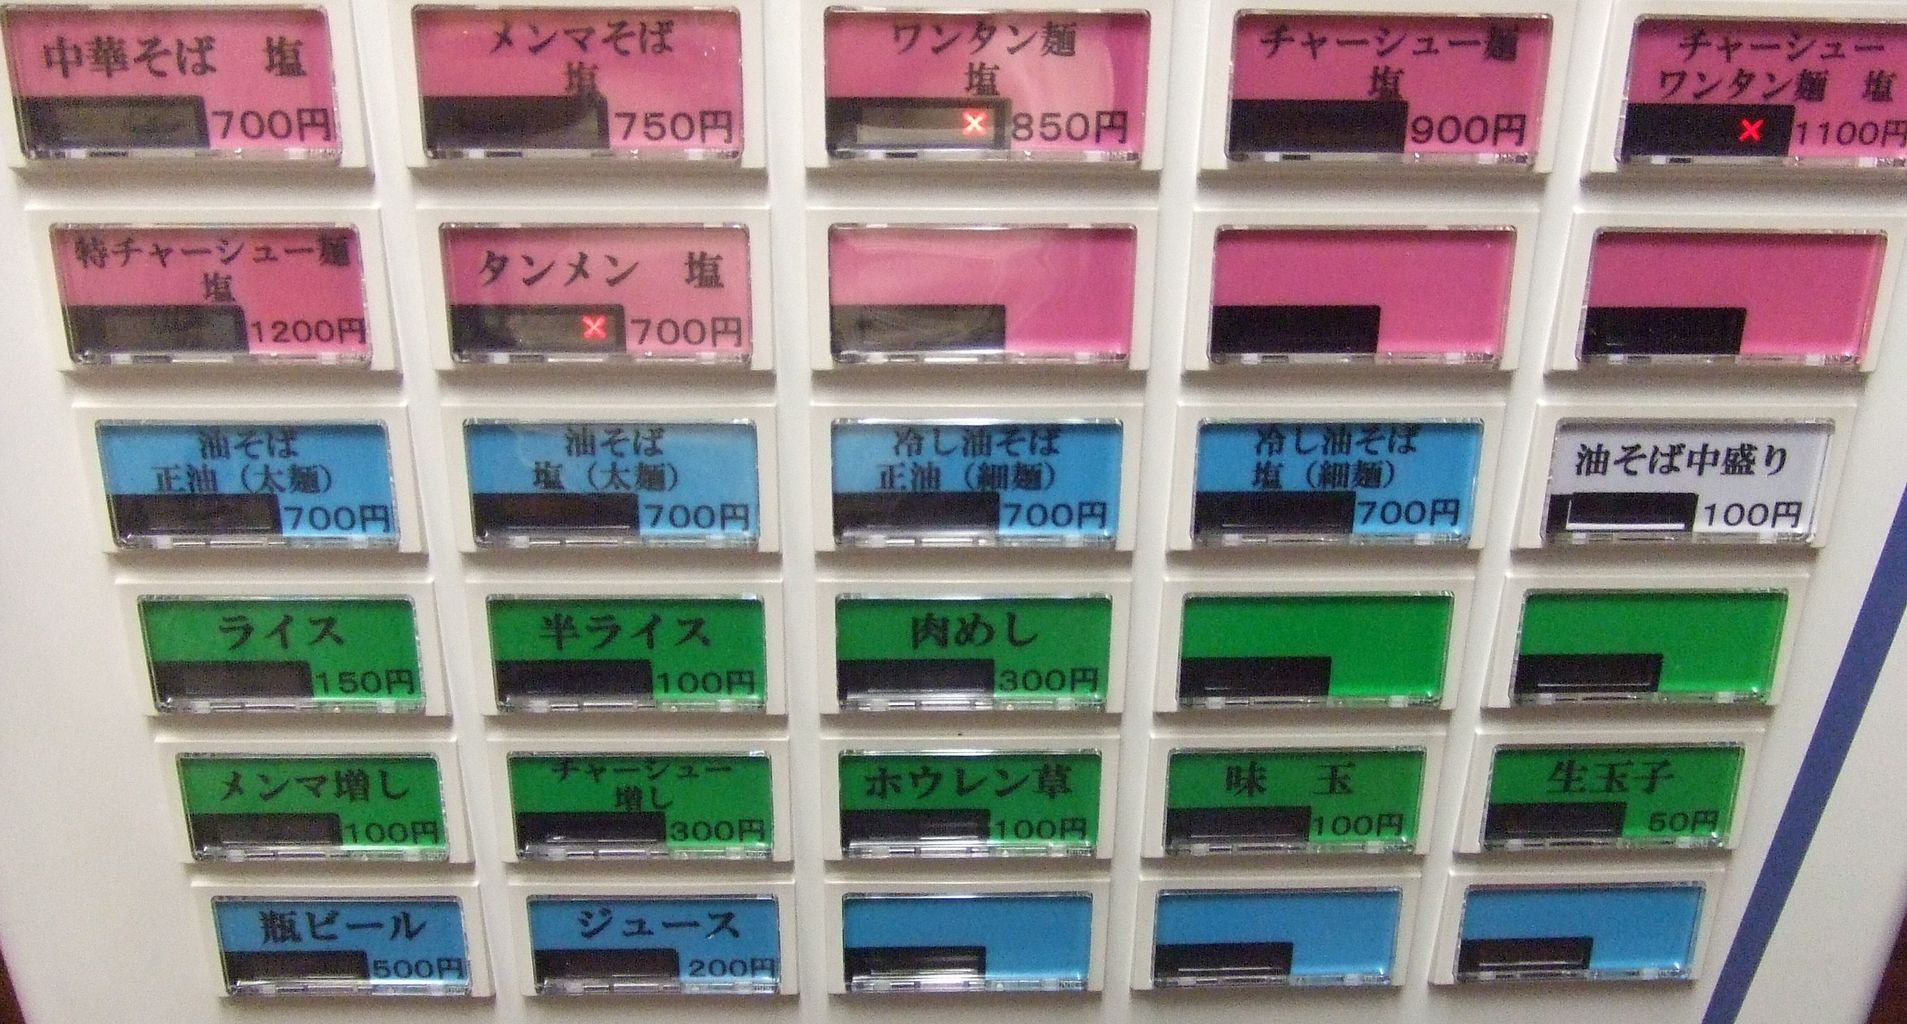 中華そば 塩
700円
メンマそば
塩
750円
ワンタン麺
塩
×
850円
チャーシュー麺
塩
900円
チャーシュー
ワンタン麺 塩
×
1100円
特チャーシュー麺
塩
1200円
タンメン 塩
×
700円
油そば
正油（太麺）
700円
油そば
塩（太麺）
700円
冷し油そば
正油（細麺）
700円
冷し油そば
塩（細麺）
700円
油そば中盛り
100円
ライス
150円
半ライス
100円
肉めし
300円
メンマ増し
100円
チャーシュー
増し
300円
ホウレン草
100円
味 玉
100円
生玉子
50円
瓶ビール
500円
ジュース
200円